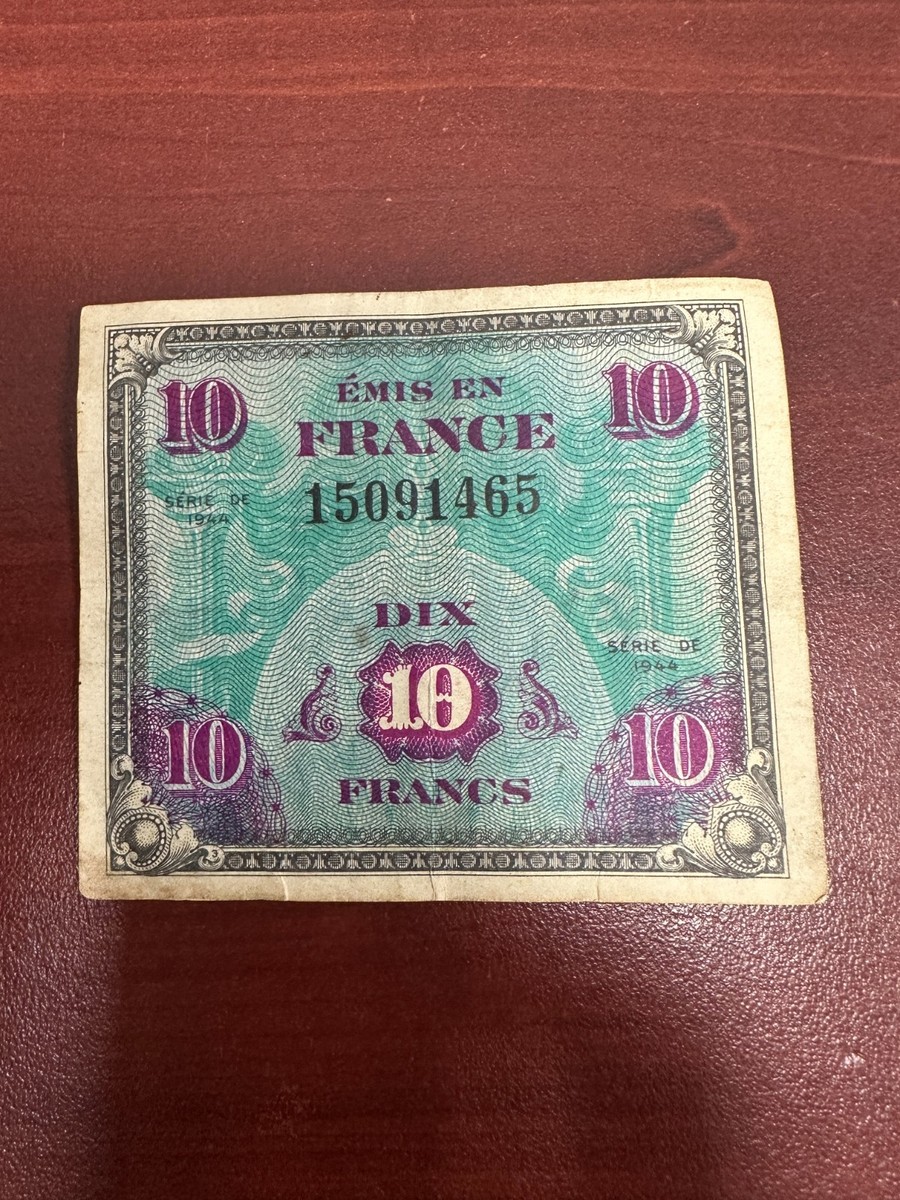 10 10
ÉMIS EN
FRANCE
SÉRIE DE
1944
15091465
DIX
SÉRIE DE
1944
10
10 10
FRANCS